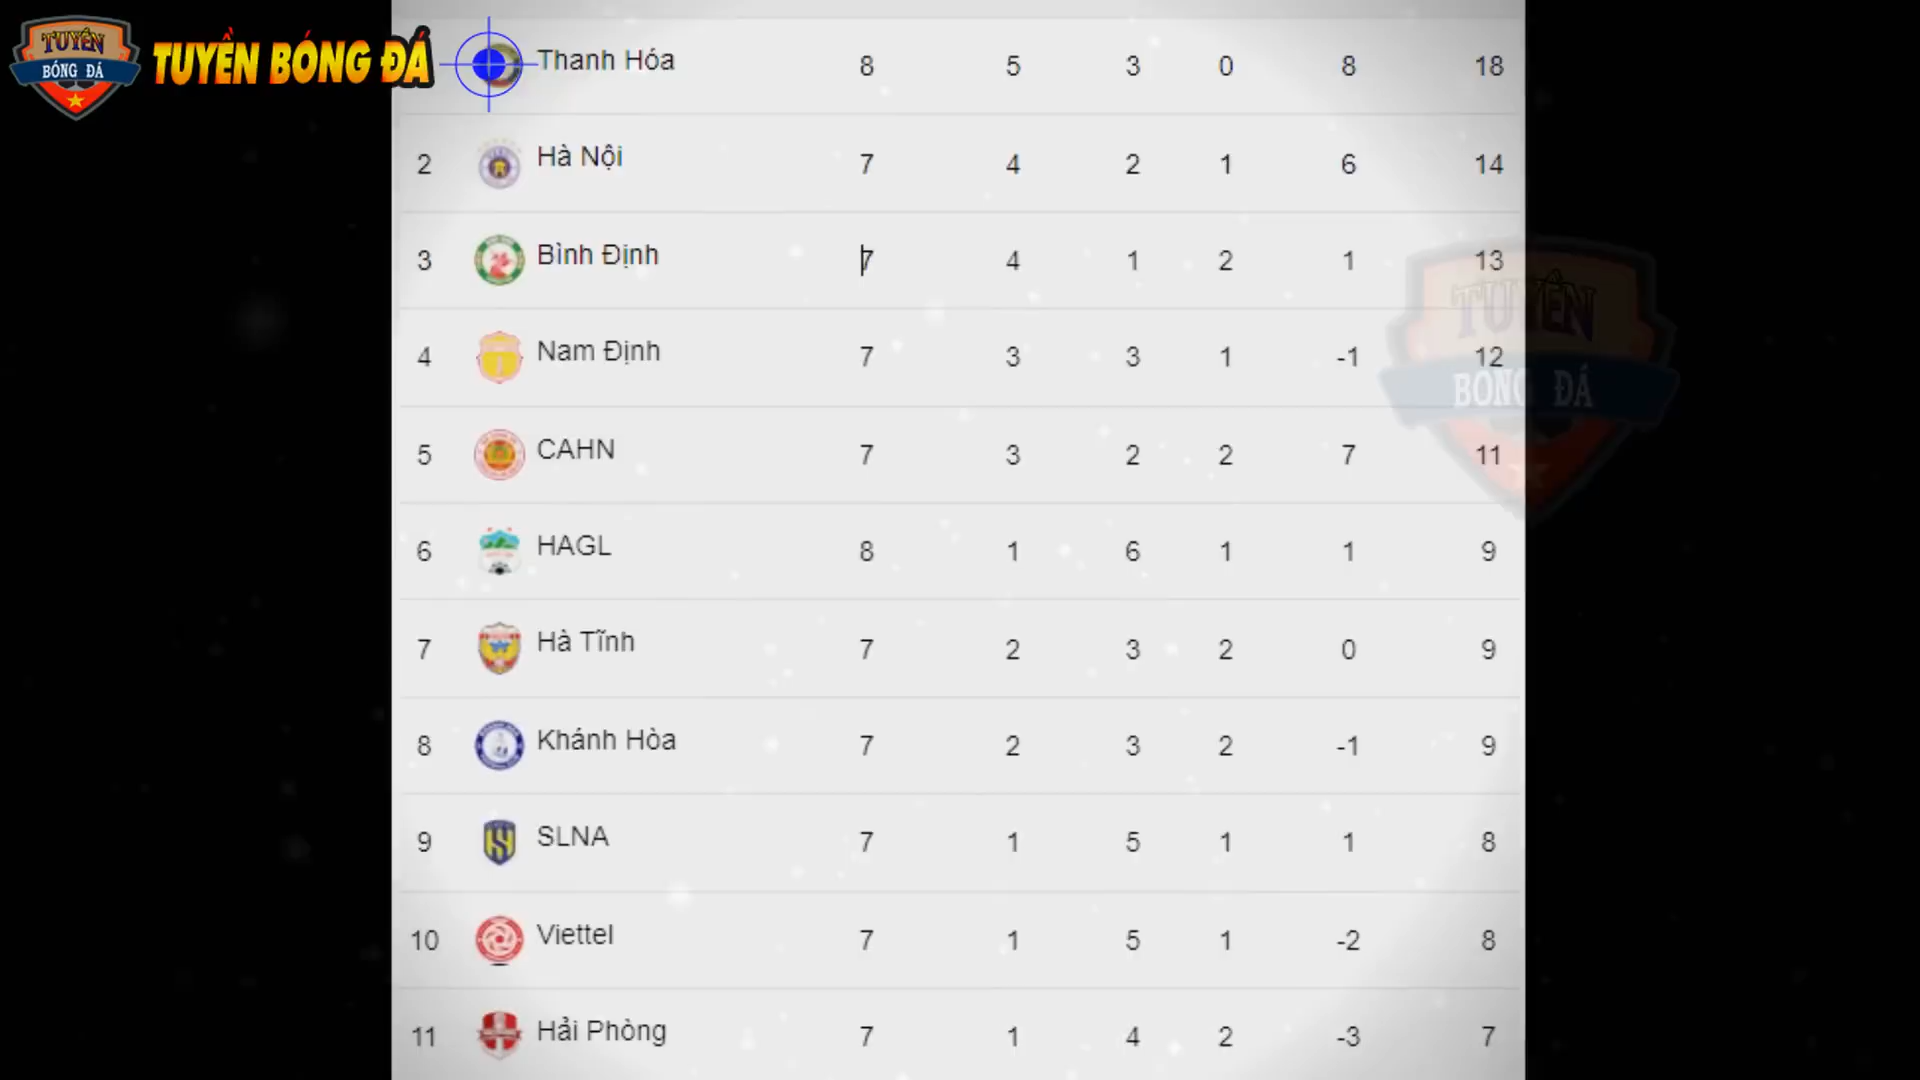 TUYỀN
BÓNG ĐÁ
TUYỀN BÓNG ĐÁ
Thanh Hóa 8 5 3 0 8 18
2 Hà Nội 7 4 2 1 6 14
3 Bình Định 7 4 1 2 1 13
4 Nam Định 7 3 3 1 -1 12
5 CAHN 7 3 2 2 7 11
6 HAGL 8 1 6 1 1 9
7 Hà Tĩnh 7 2 3 2 0 9
8 Khánh Hòa 7 2 3 2 -1 9
9 SLNA 7 1 5 1 1 8
10 Viettel 7 1 5 1 -2 8
11 Hải Phòng 7 1 4 2 -3 7
TUYỀN
BÓNG ĐÁ